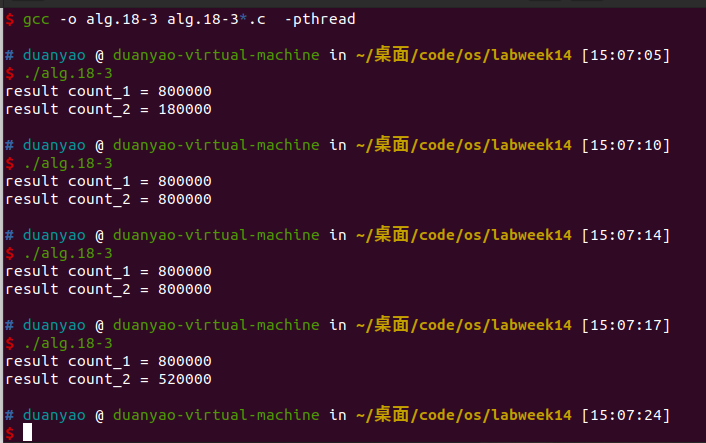 $ gcc -o alg.18-3 alg.18-3*.c  -pthread
# duanyao @ duanyao-virtual-machine in ~/桌面/code/os/labweek14 [15:07:05]
$ ./alg.18-3
result count_1 = 800000
result count_2 = 180000
# duanyao @ duanyao-virtual-machine in ~/桌面/code/os/labweek14 [15:07:10]
$ ./alg.18-3
result count_1 = 800000
result count_2 = 800000
# duanyao @ duanyao-virtual-machine in ~/桌面/code/os/labweek14 [15:07:14]
$ ./alg.18-3
result count_1 = 800000
result count_2 = 800000
# duanyao @ duanyao-virtual-machine in ~/桌面/code/os/labweek14 [15:07:17]
$ ./alg.18-3
result count_1 = 800000
result count_2 = 520000
# duanyao @ duanyao-virtual-machine in ~/桌面/code/os/labweek14 [15:07:24]
$